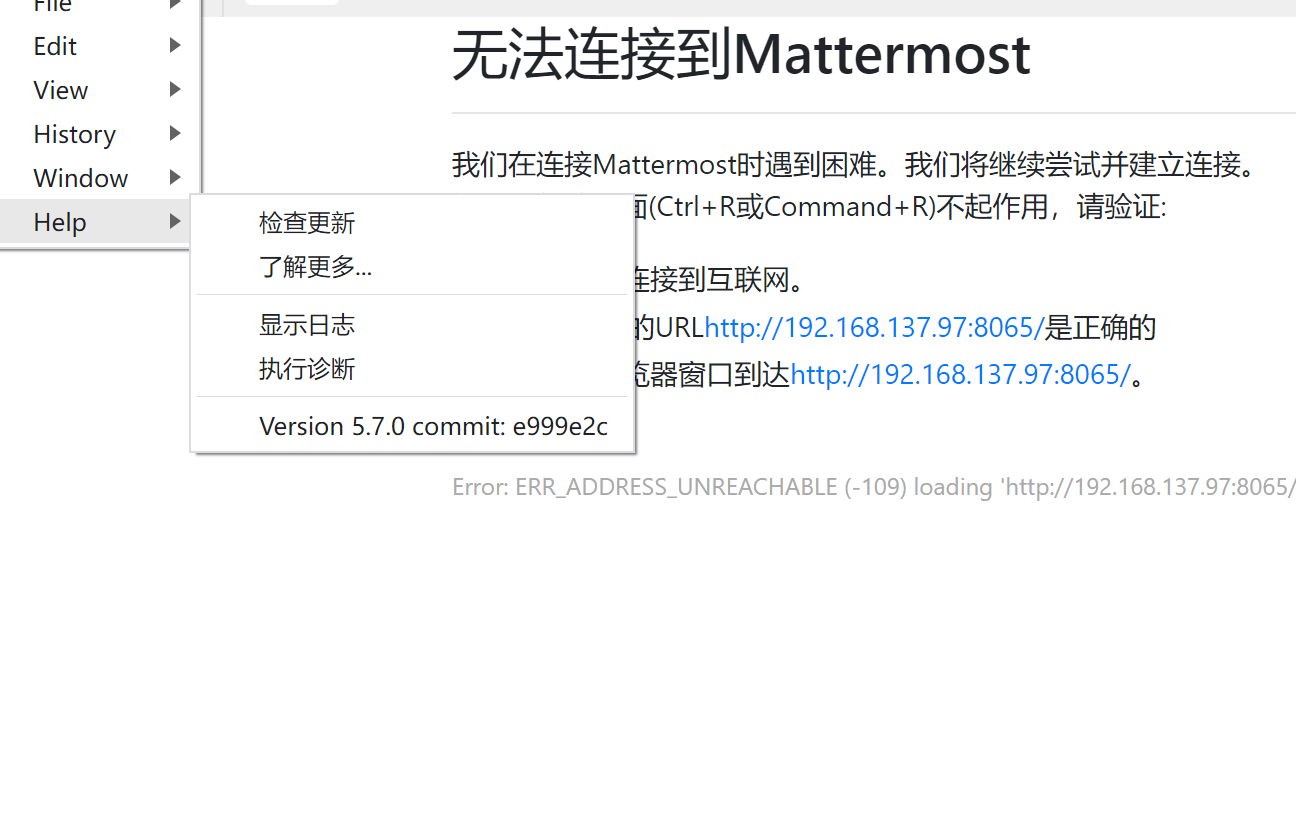 File
Edit
View
History
Window
Help
检查更新
了解更多...
显示日志
执行诊断
Version 5.7.0 commit: e999e2c
无法连接到Mattermost
我们在连接Mattermost时遇到困难。我们将继续尝试并建立连接。
面(Ctrl+R或Command+R)不起作用，请验证:
连接到互联网。
的URLhttp://192.168.137.97:8065/是正确的
览器窗口到达http://192.168.137.97:8065/。
Error: ERR_ADDRESS_UNREACHABLE (-109) loading 'http://192.168.137.97:8065/